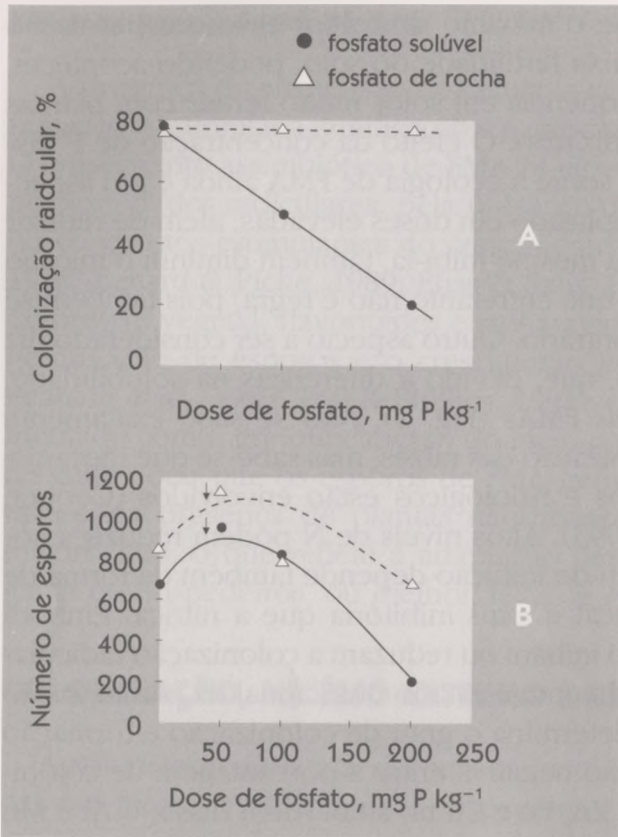 fosfato solúvel
fosfato de rocha
Colonização raidcular, %
80
60
40
20
0
A
Dose de fosfato, mg P kg⁻¹
Número de esporos
1200
1000
800
600
400
200
0
B
50
100
150
200
250
Dose de fosfato, mg P kg⁻¹